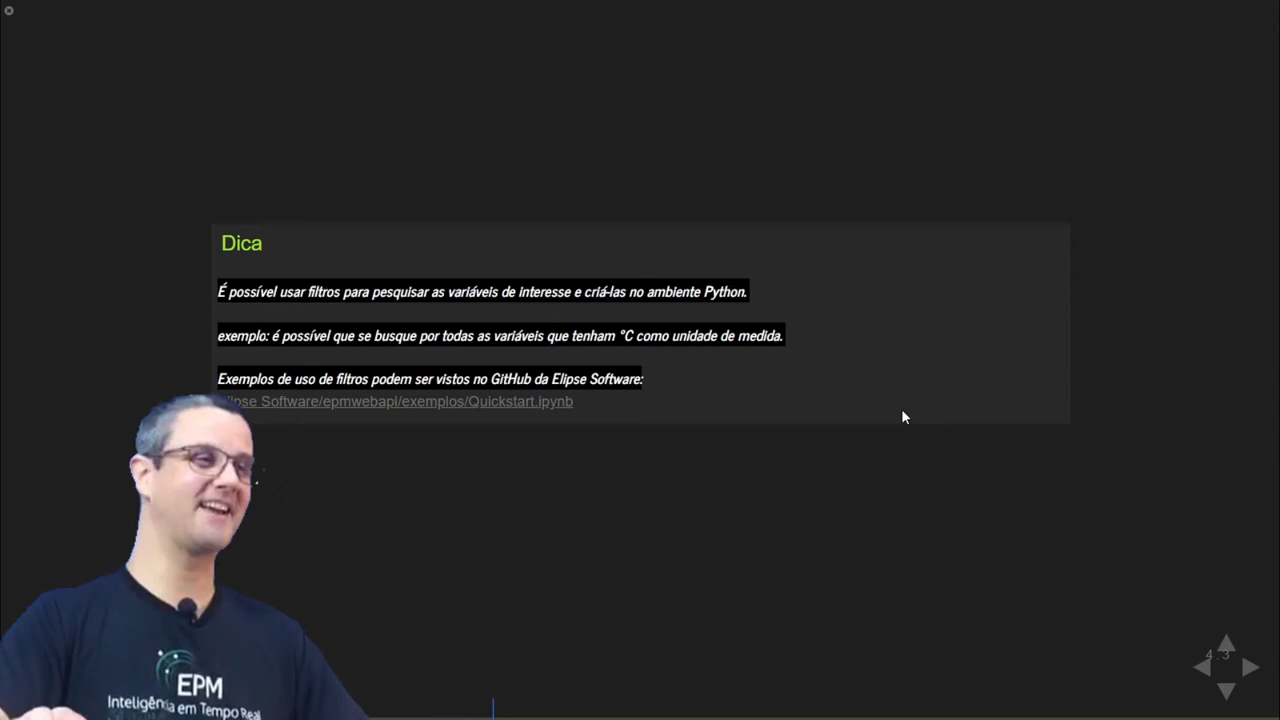 Dica
É possível usar filtros para pesquisar as variáveis de interesse e criá-las no ambiente Python.
exemplo: é possível que se busque por todas as variáveis que tenham °C como unidade de medida.
Exemplos de uso de filtros podem ser vistos no GitHub da Elipse Software:
Software/epmwebapi/exemplos/Quickstart.ipynb
EPM
Inteligência em Tempo Real
4.3